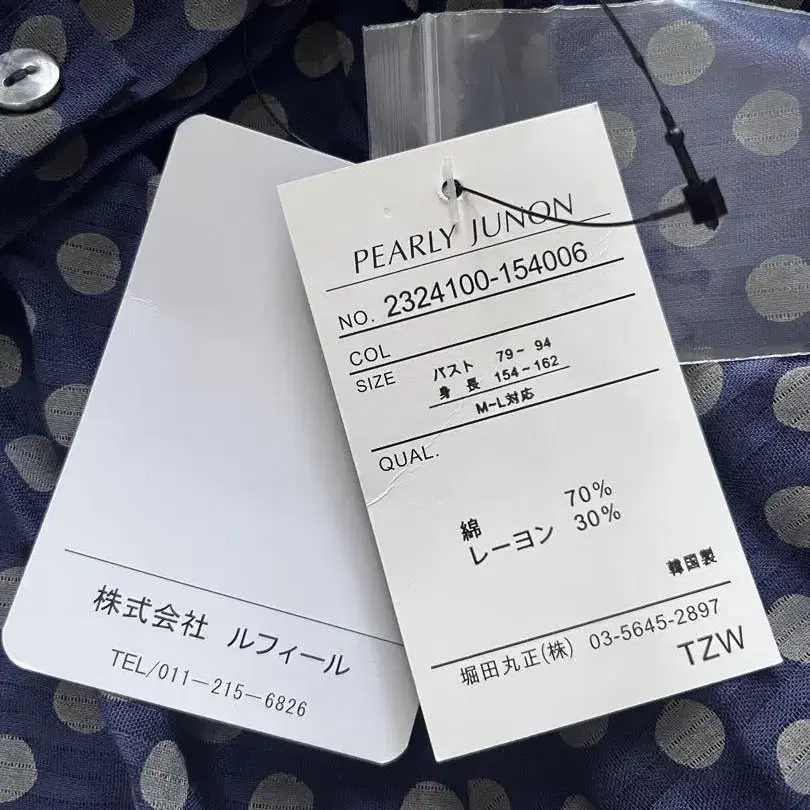 PEARLY JUNON
NO. 2324100-154006
COL
SIZE
バスト 79－ 94
身 長 154－162
M~L対応
QUAL.
綿 70%
レーヨン 30%
韓国製
堀田丸正(株) 03-5645-2897
TZW
株式会社 ルフィール
TEL/011－215－6826